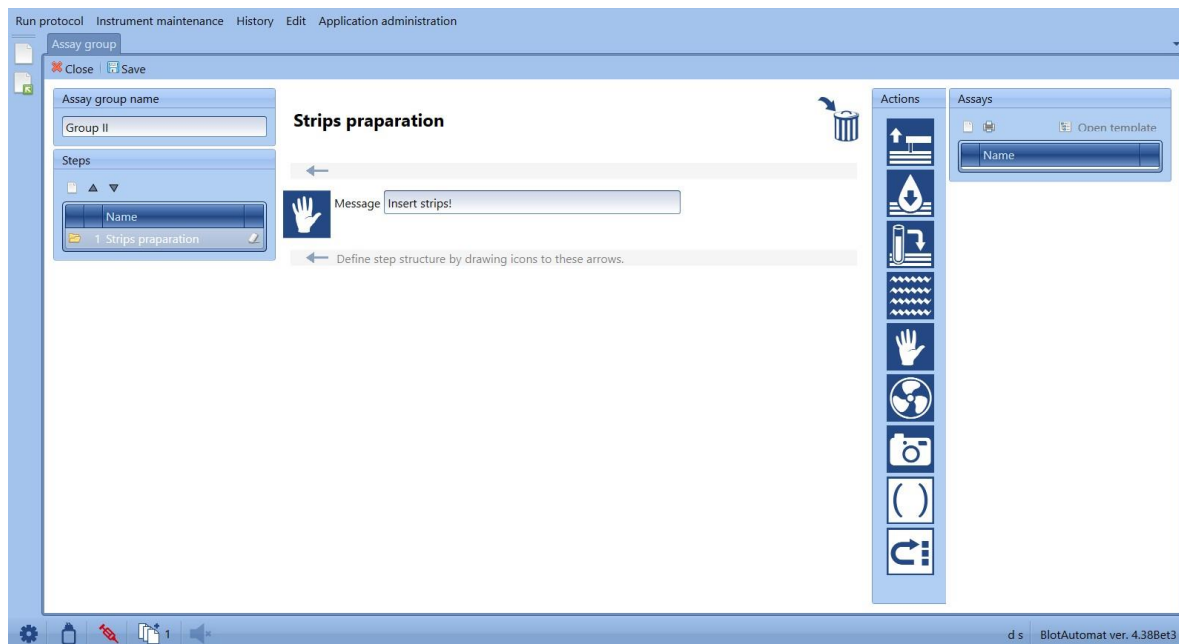 Run protocol Instrument maintenance History Edit Application administration
Assay group
Close Save
Assay group name
Group II
Steps
Name
1 Strips praparation
Strips praparation
Message Insert strips!
Define step structure by drawing icons to these arrows.
Actions
Assays
Open template
Name
1
d s BlotAutomat ver. 4.388et3